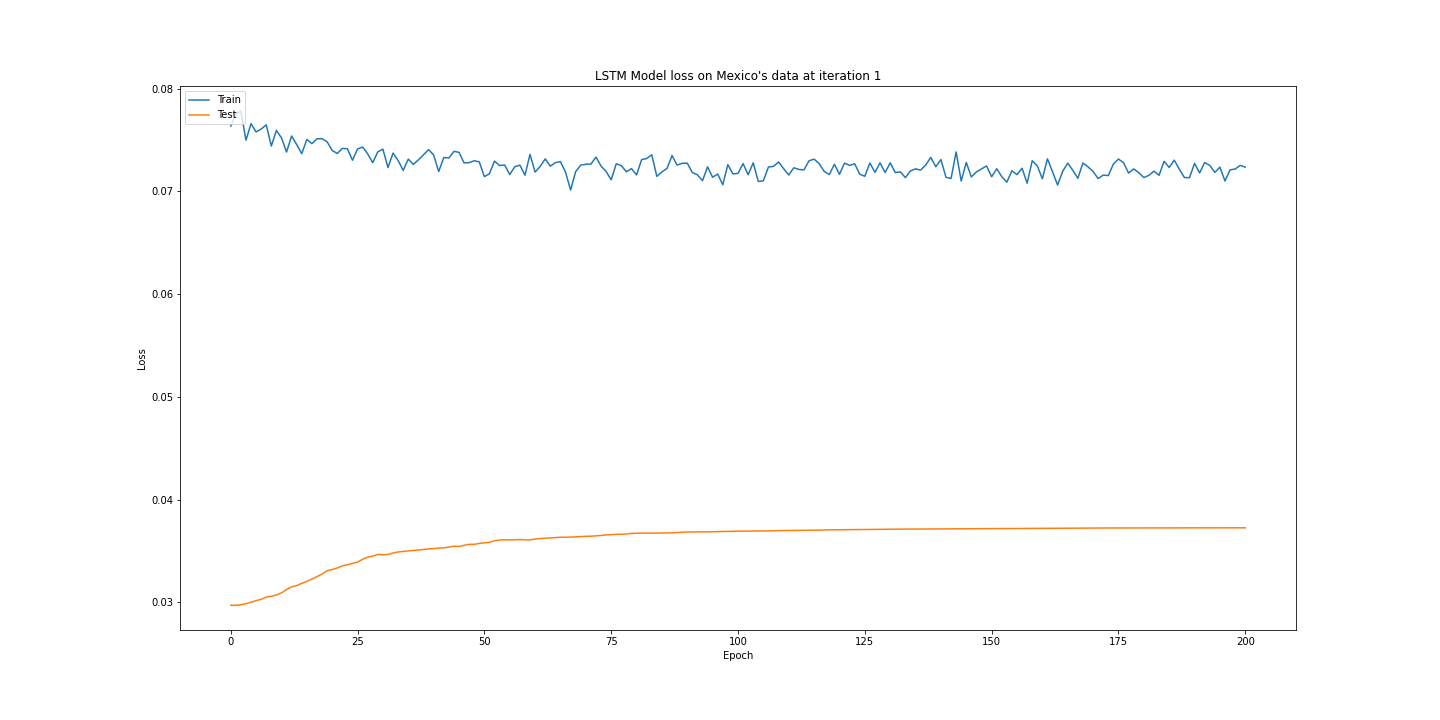 LSTM Model loss on Mexico's data at iteration 1
Train
Test
0.08
0.07
0.06
0.05
0.04
0.03
Loss
0 25 50 75 100 125 150 175 200
Epoch